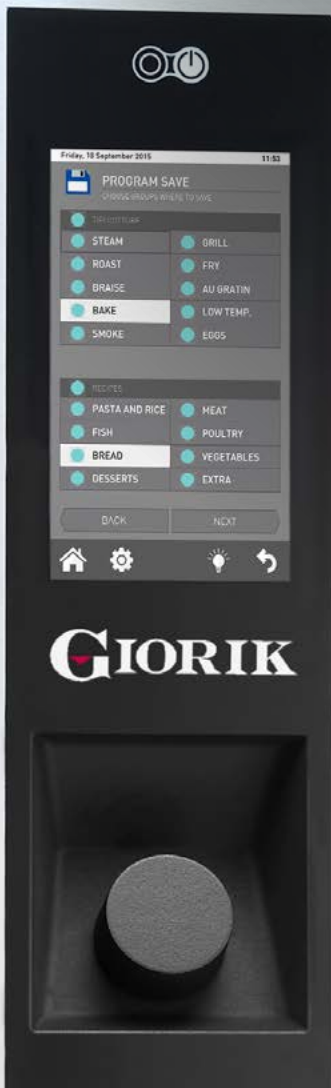 Friday, 18 September 2015 11:53
PROGRAM SAVE
CHOOSE GROUPS WHERE TO SAVE
STEAM GRILL
ROAST FRY
BRAISE AU GRATIN
BAKE LOW TEMP.
SMOKE EGGS
RECIPES
PASTA AND RICE MEAT
FISH POULTRY
BREAD VEGETABLES
DESSERTS EXTRA
BACK NEXT
GIORIK